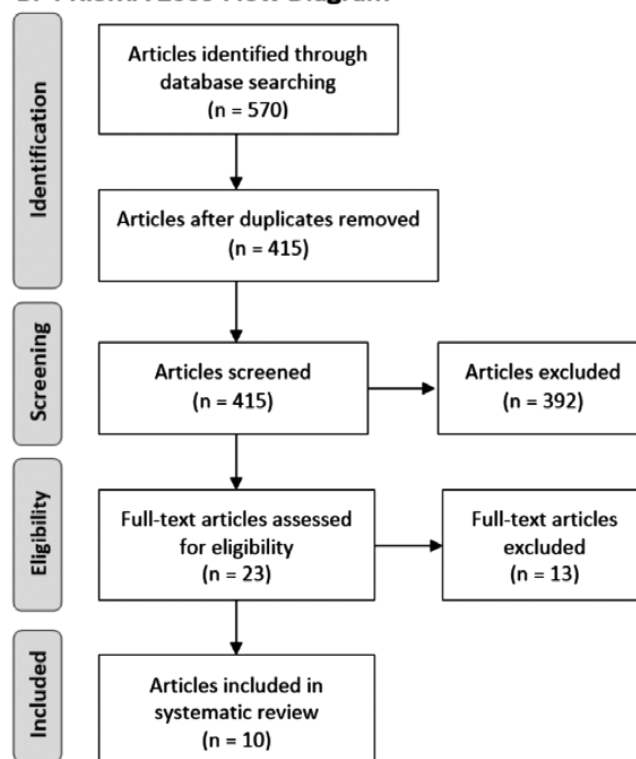 Identification
Articles identified through
database searching
(n = 570)
Articles after duplicates removed
(n = 415)
Screening
Articles screened
(n = 415)
Articles excluded
(n = 392)
Eligibility
Full-text articles assessed
for eligibility
(n = 23)
Full-text articles
excluded
(n = 13)
Included
Articles included in
systematic review
(n = 10)